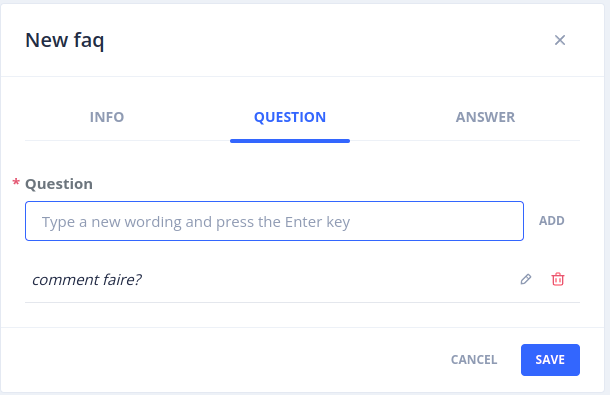 New faq
INFO QUESTION ANSWER
* Question
Type a new wording and press the Enter key ADD
comment faire?
CANCEL SAVE